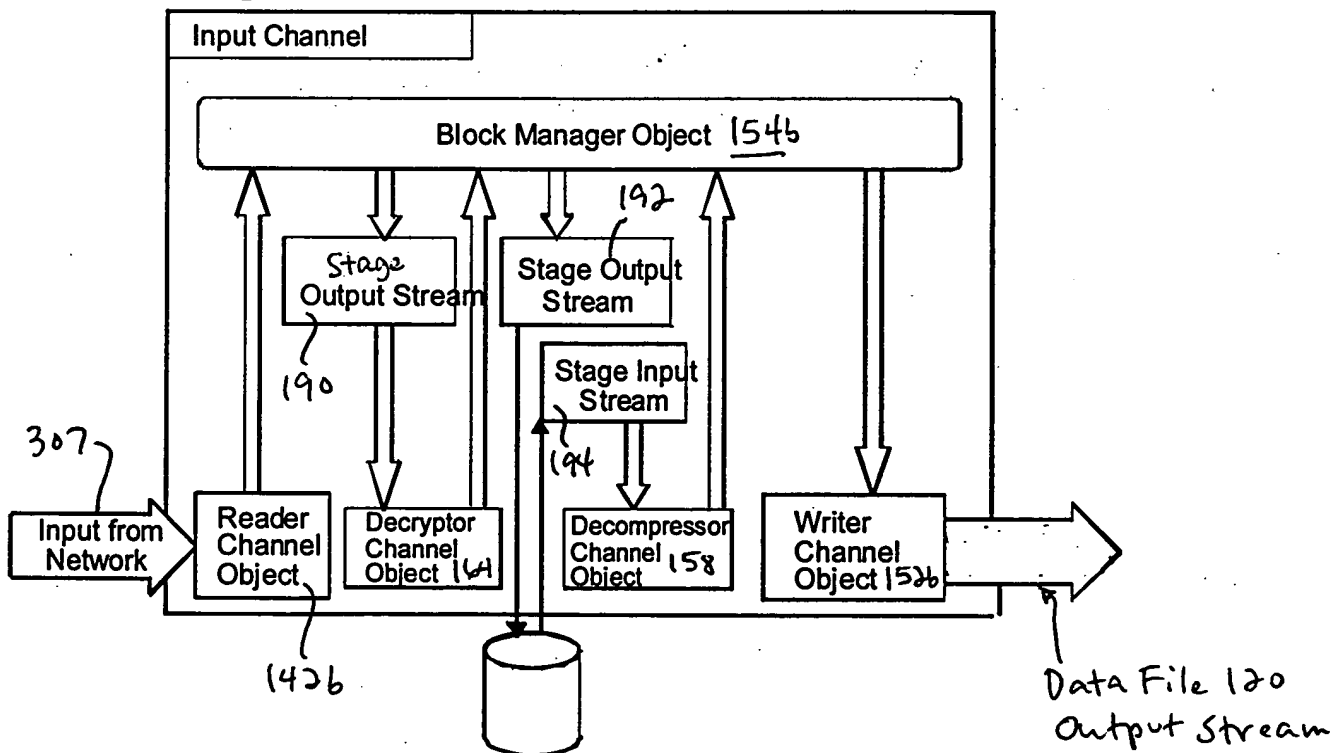 Input Channel
Block Manager Object 154b
192
Stage
Output Stream
Stage Output
Stream
190
Stage Input
Stream
194
307
Input from
Network
Reader
Channel
Object
Decryptor
Channel
Object 164
Decompressor
Channel
Object 158
Writer
Channel
Object 152b
142b
Data File 120
Output Stream